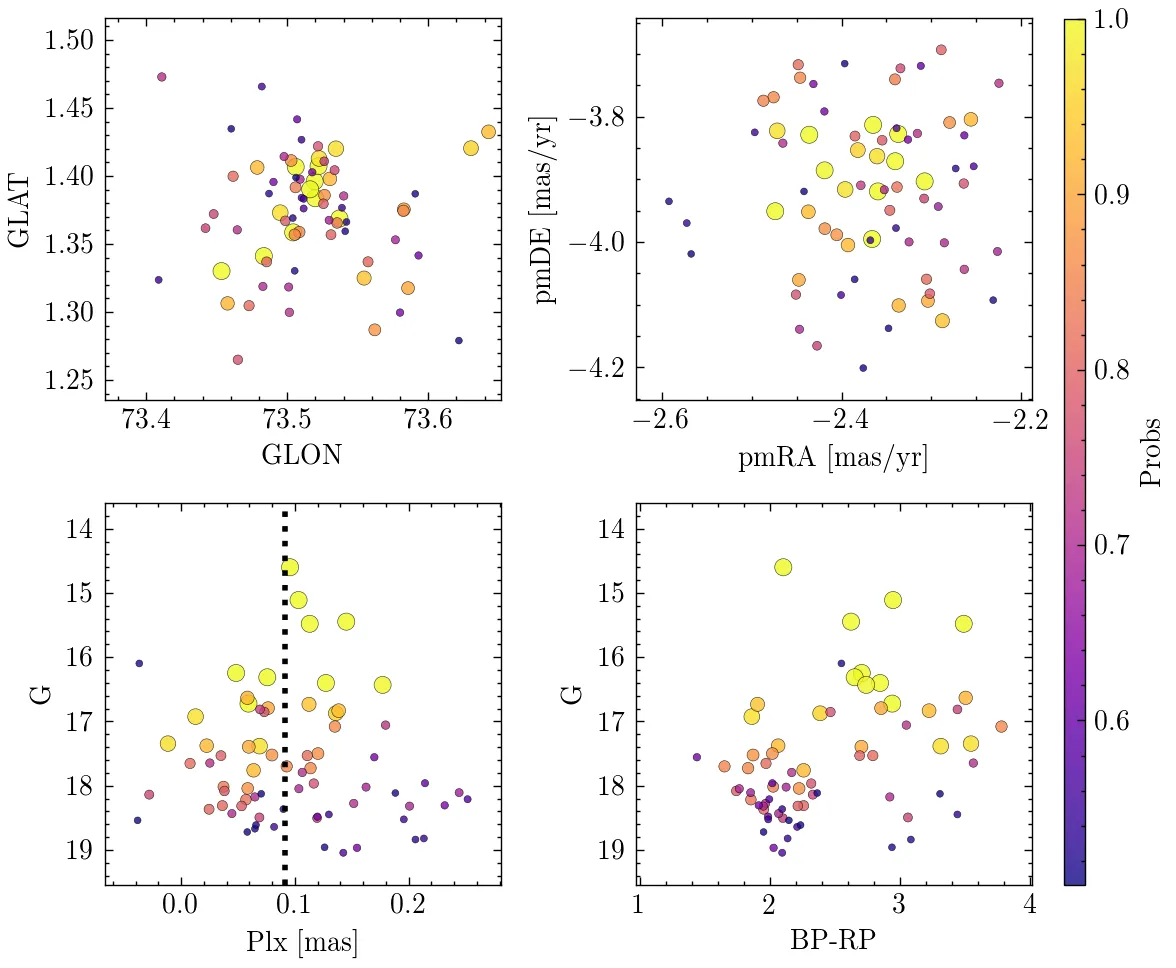 1.50
1.45
1.40
1.35
1.30
1.25
GLAT
73.4 73.5 73.6
GLON
−3.8
−4.0
−4.2
pmDE [mas/yr]
−2.6 −2.4 −2.2
pmRA [mas/yr]
14
15
16
17
18
19
G
0.0 0.1 0.2
Plx [mas]
14
15
16
17
18
19
G
1 2 3 4
BP-RP
1.0
0.9
0.8
0.7
0.6
Probs